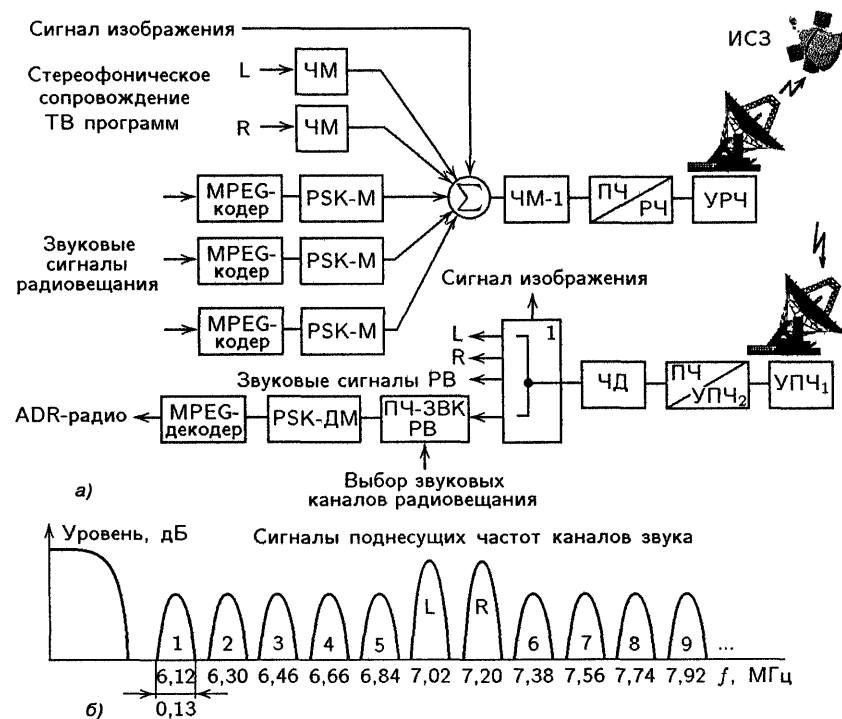 Сигнал изображения
ИСЗ
Стереофоническое
сопровождение
ТВ программ
L
ЧМ
R
ЧМ
MPEG-
кодер
PSK-М
Σ
ЧМ-1
ПЧ
РЧ
УРЧ
Звуковые
сигналы
радиовещания
MPEG-
кодер
PSK-М
MPEG-
кодер
PSK-М
Сигнал изображения
1
L
R
Звуковые сигналы РВ
ЧД
ПЧ
УПЧ₂
УПЧ₁
ADR-радио
MPEG-
декодер
PSK-ДМ
ПЧ-ЗВК
РВ
Выбор звуковых
каналов радиовещания
а)
Уровень, дБ
Сигналы поднесущих частот каналов звука
1 2 3 4 5 L R 6 7 8 9 ...
6,12 6,30 6,46 6,66 6,84 7,02 7,20 7,38 7,56 7,74 7,92 f, МГц
б)
0,13